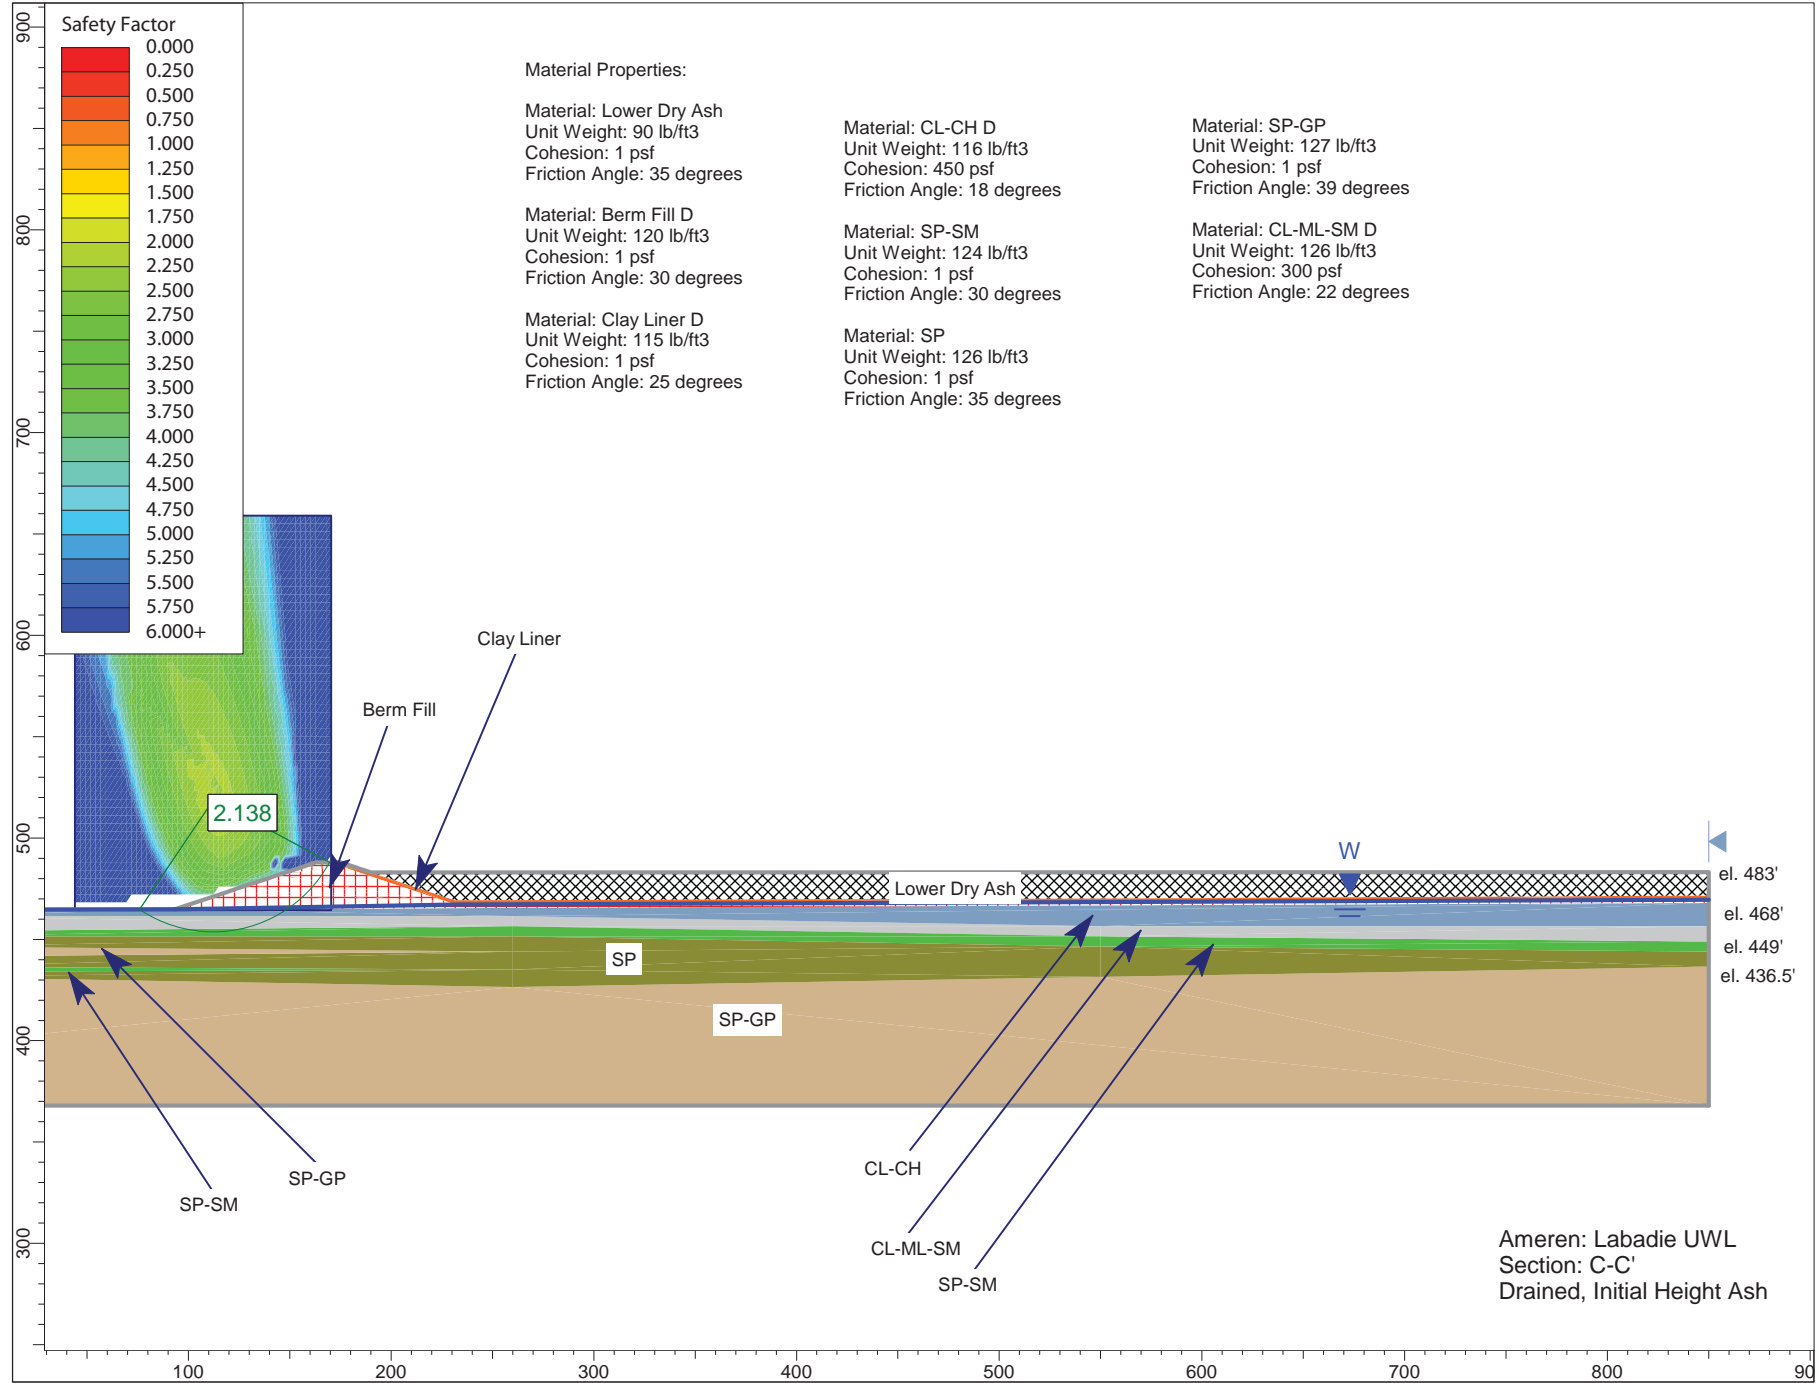 Safety Factor
0.000
0.250
0.500
0.750
1.000
1.250
1.500
1.750
2.000
2.250
2.500
2.750
3.000
3.250
3.500
3.750
4.000
4.250
4.500
4.750
5.000
5.250
5.500
5.750
6.000+
Material Properties:
Material: Lower Dry Ash
Unit Weight: 90 lb/ft3
Cohesion: 1 psf
Friction Angle: 35 degrees
Material: Berm Fill D
Unit Weight: 120 lb/ft3
Cohesion: 1 psf
Friction Angle: 30 degrees
Material: Clay Liner D
Unit Weight: 115 lb/ft3
Cohesion: 1 psf
Friction Angle: 25 degrees
Material: CL-CH D
Unit Weight: 116 lb/ft3
Cohesion: 450 psf
Friction Angle: 18 degrees
Material: SP-SM
Unit Weight: 124 lb/ft3
Cohesion: 1 psf
Friction Angle: 30 degrees
Material: SP
Unit Weight: 126 lb/ft3
Cohesion: 1 psf
Friction Angle: 35 degrees
Material: SP-GP
Unit Weight: 127 lb/ft3
Cohesion: 1 psf
Friction Angle: 39 degrees
Material: CL-ML-SM D
Unit Weight: 126 lb/ft3
Cohesion: 300 psf
Friction Angle: 22 degrees
900
800
700
600
500
400
300
Clay Liner
Berm Fill
2.138
W
Lower Dry Ash
el. 483'
el. 468'
el. 449'
el. 436.5'
SP
SP-GP
SP-GP
SP-SM
CL-CH
CL-ML-SM
SP-SM
Ameren: Labadie UWL
Section: C-C'
Drained, Initial Height Ash
100
200
300
400
500
600
700
800
90